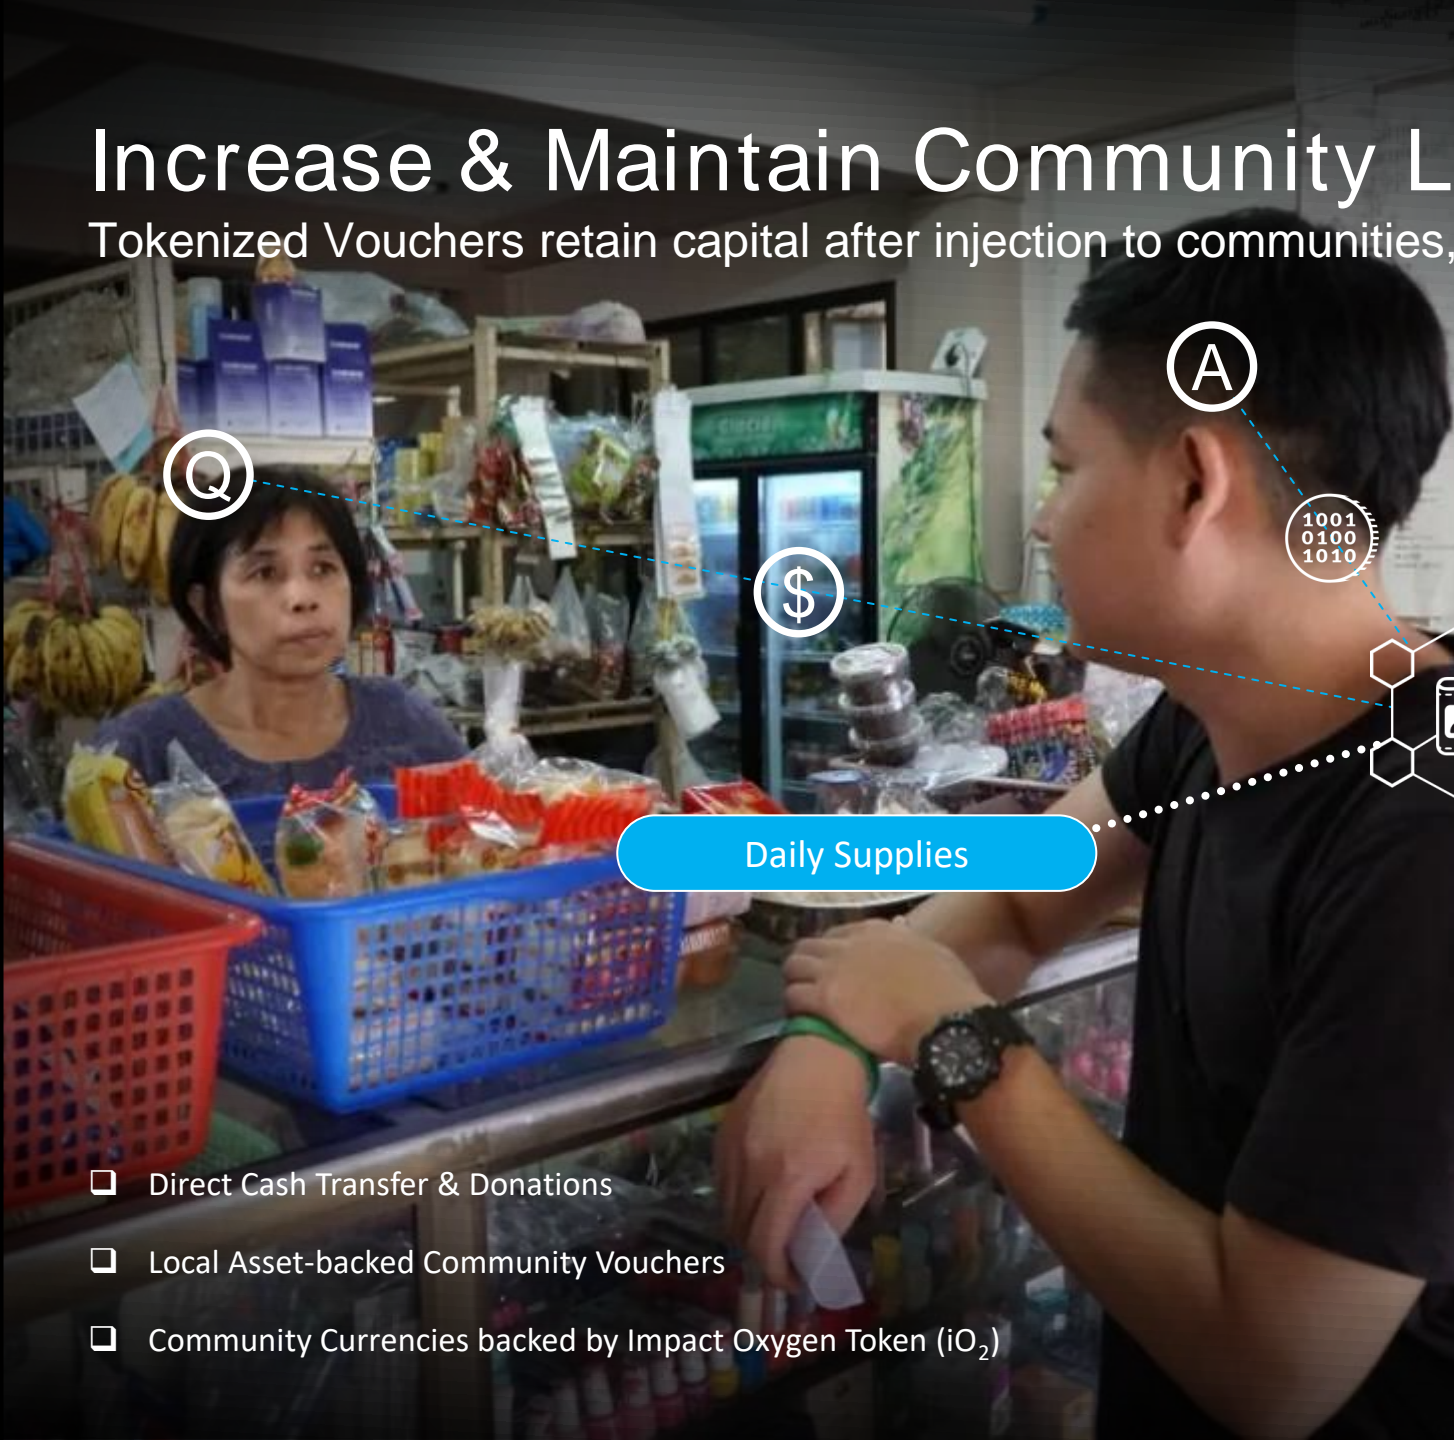 Increase & Maintain Community L
Tokenized Vouchers retain capital after injection to communities,
A
Q
1001
0100
1010
$
Daily Supplies
❑ Direct Cash Transfer & Donations
❑ Local Asset-backed Community Vouchers
❑ Community Currencies backed by Impact Oxygen Token (iO₂)